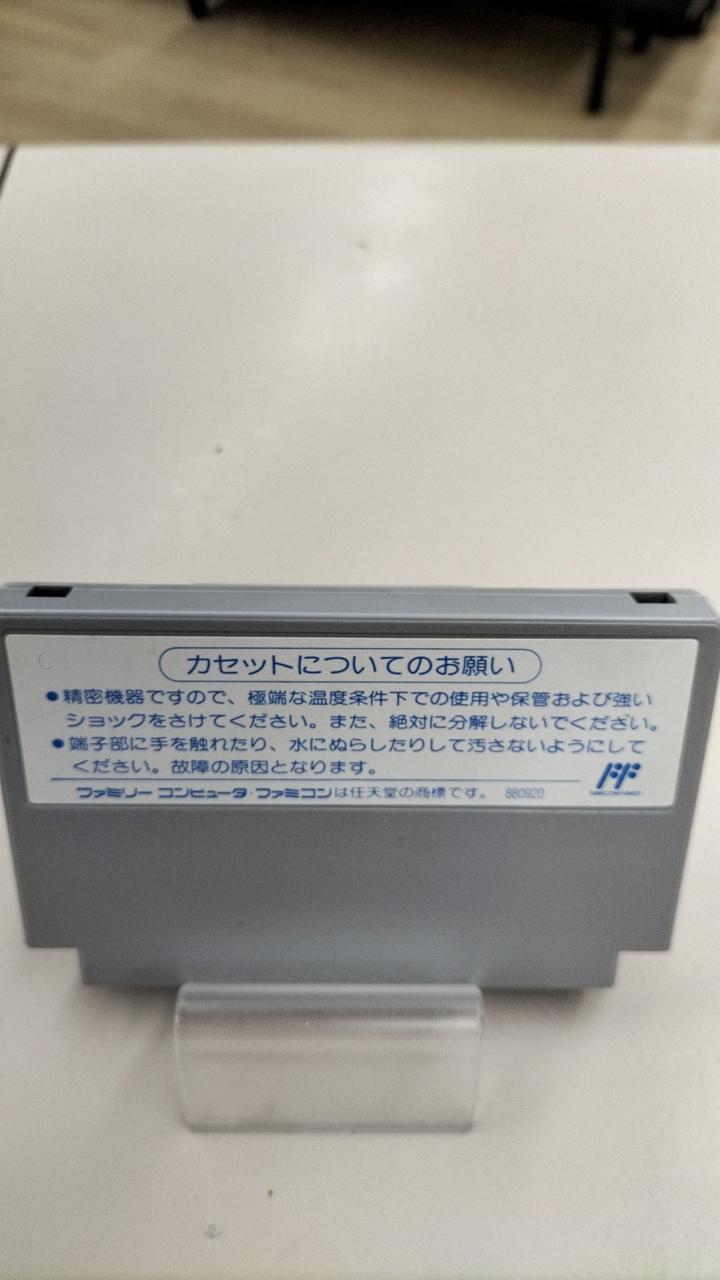 カセットについてのお願い
●精密機器ですので、極端な温度条件下での使用や保管および強い
ショックをさけてください。また、絶対に分解しないでください。
●端子部に手を触れたり、水にぬらしたりして汚さないようにして
ください。故障の原因となります。
ファミリー コンピュータ・ファミコンは任天堂の商標です。 880920